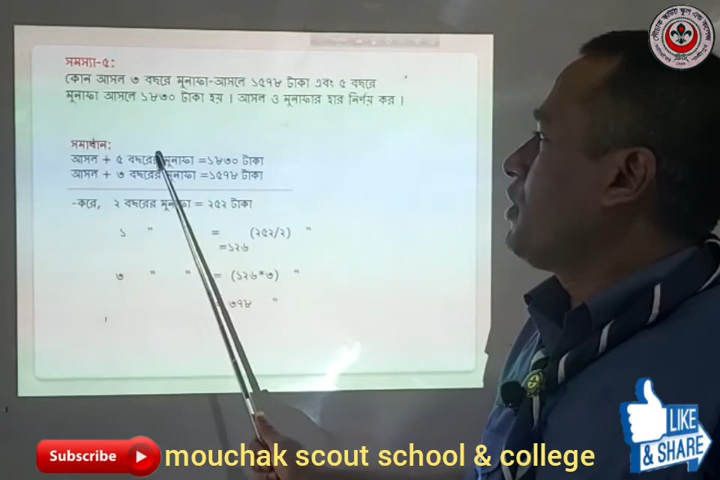 সমস্যা-৫:
কোন আসল ৩ বছরে মুনাফা-আসলে ১৫৭৮ টাকা এবং ৫ বছরে
মুনাফা আসলে ১৮৩০ টাকা হয় । আসল ও মুনাফার হার নির্ণয় কর ।
সমাধান:
আসল + ৫ বছরের মুনাফা =১৮৩০ টাকা
আসল + ৩ বছরের মুনাফা =১৫৭৮ টাকা
-করে, ২ বছরের মুনাফা = ২৫২ টাকা
১ " = (২৫২/২) "
=১২৬
৩ " " = (১২৬*৩) "
৩৭৮ "
।
Subscribe mouchak scout school & college
LIKE
& SHARE